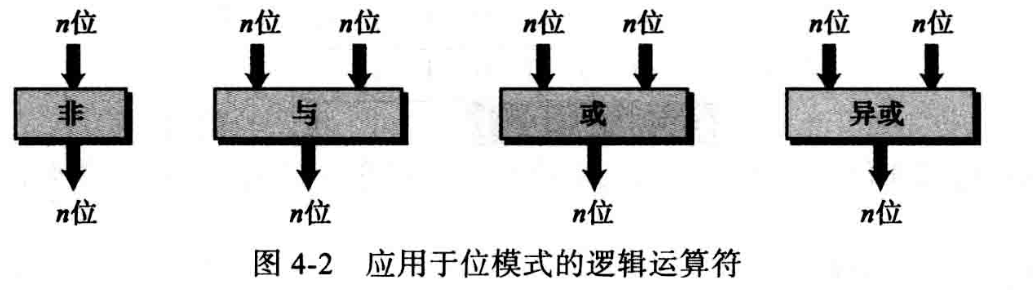 n位 n位 n位 n位 n位 n位 n位
非 与 或 异或
n位 n位 n位 n位
图 4-2 应用于位模式的逻辑运算符